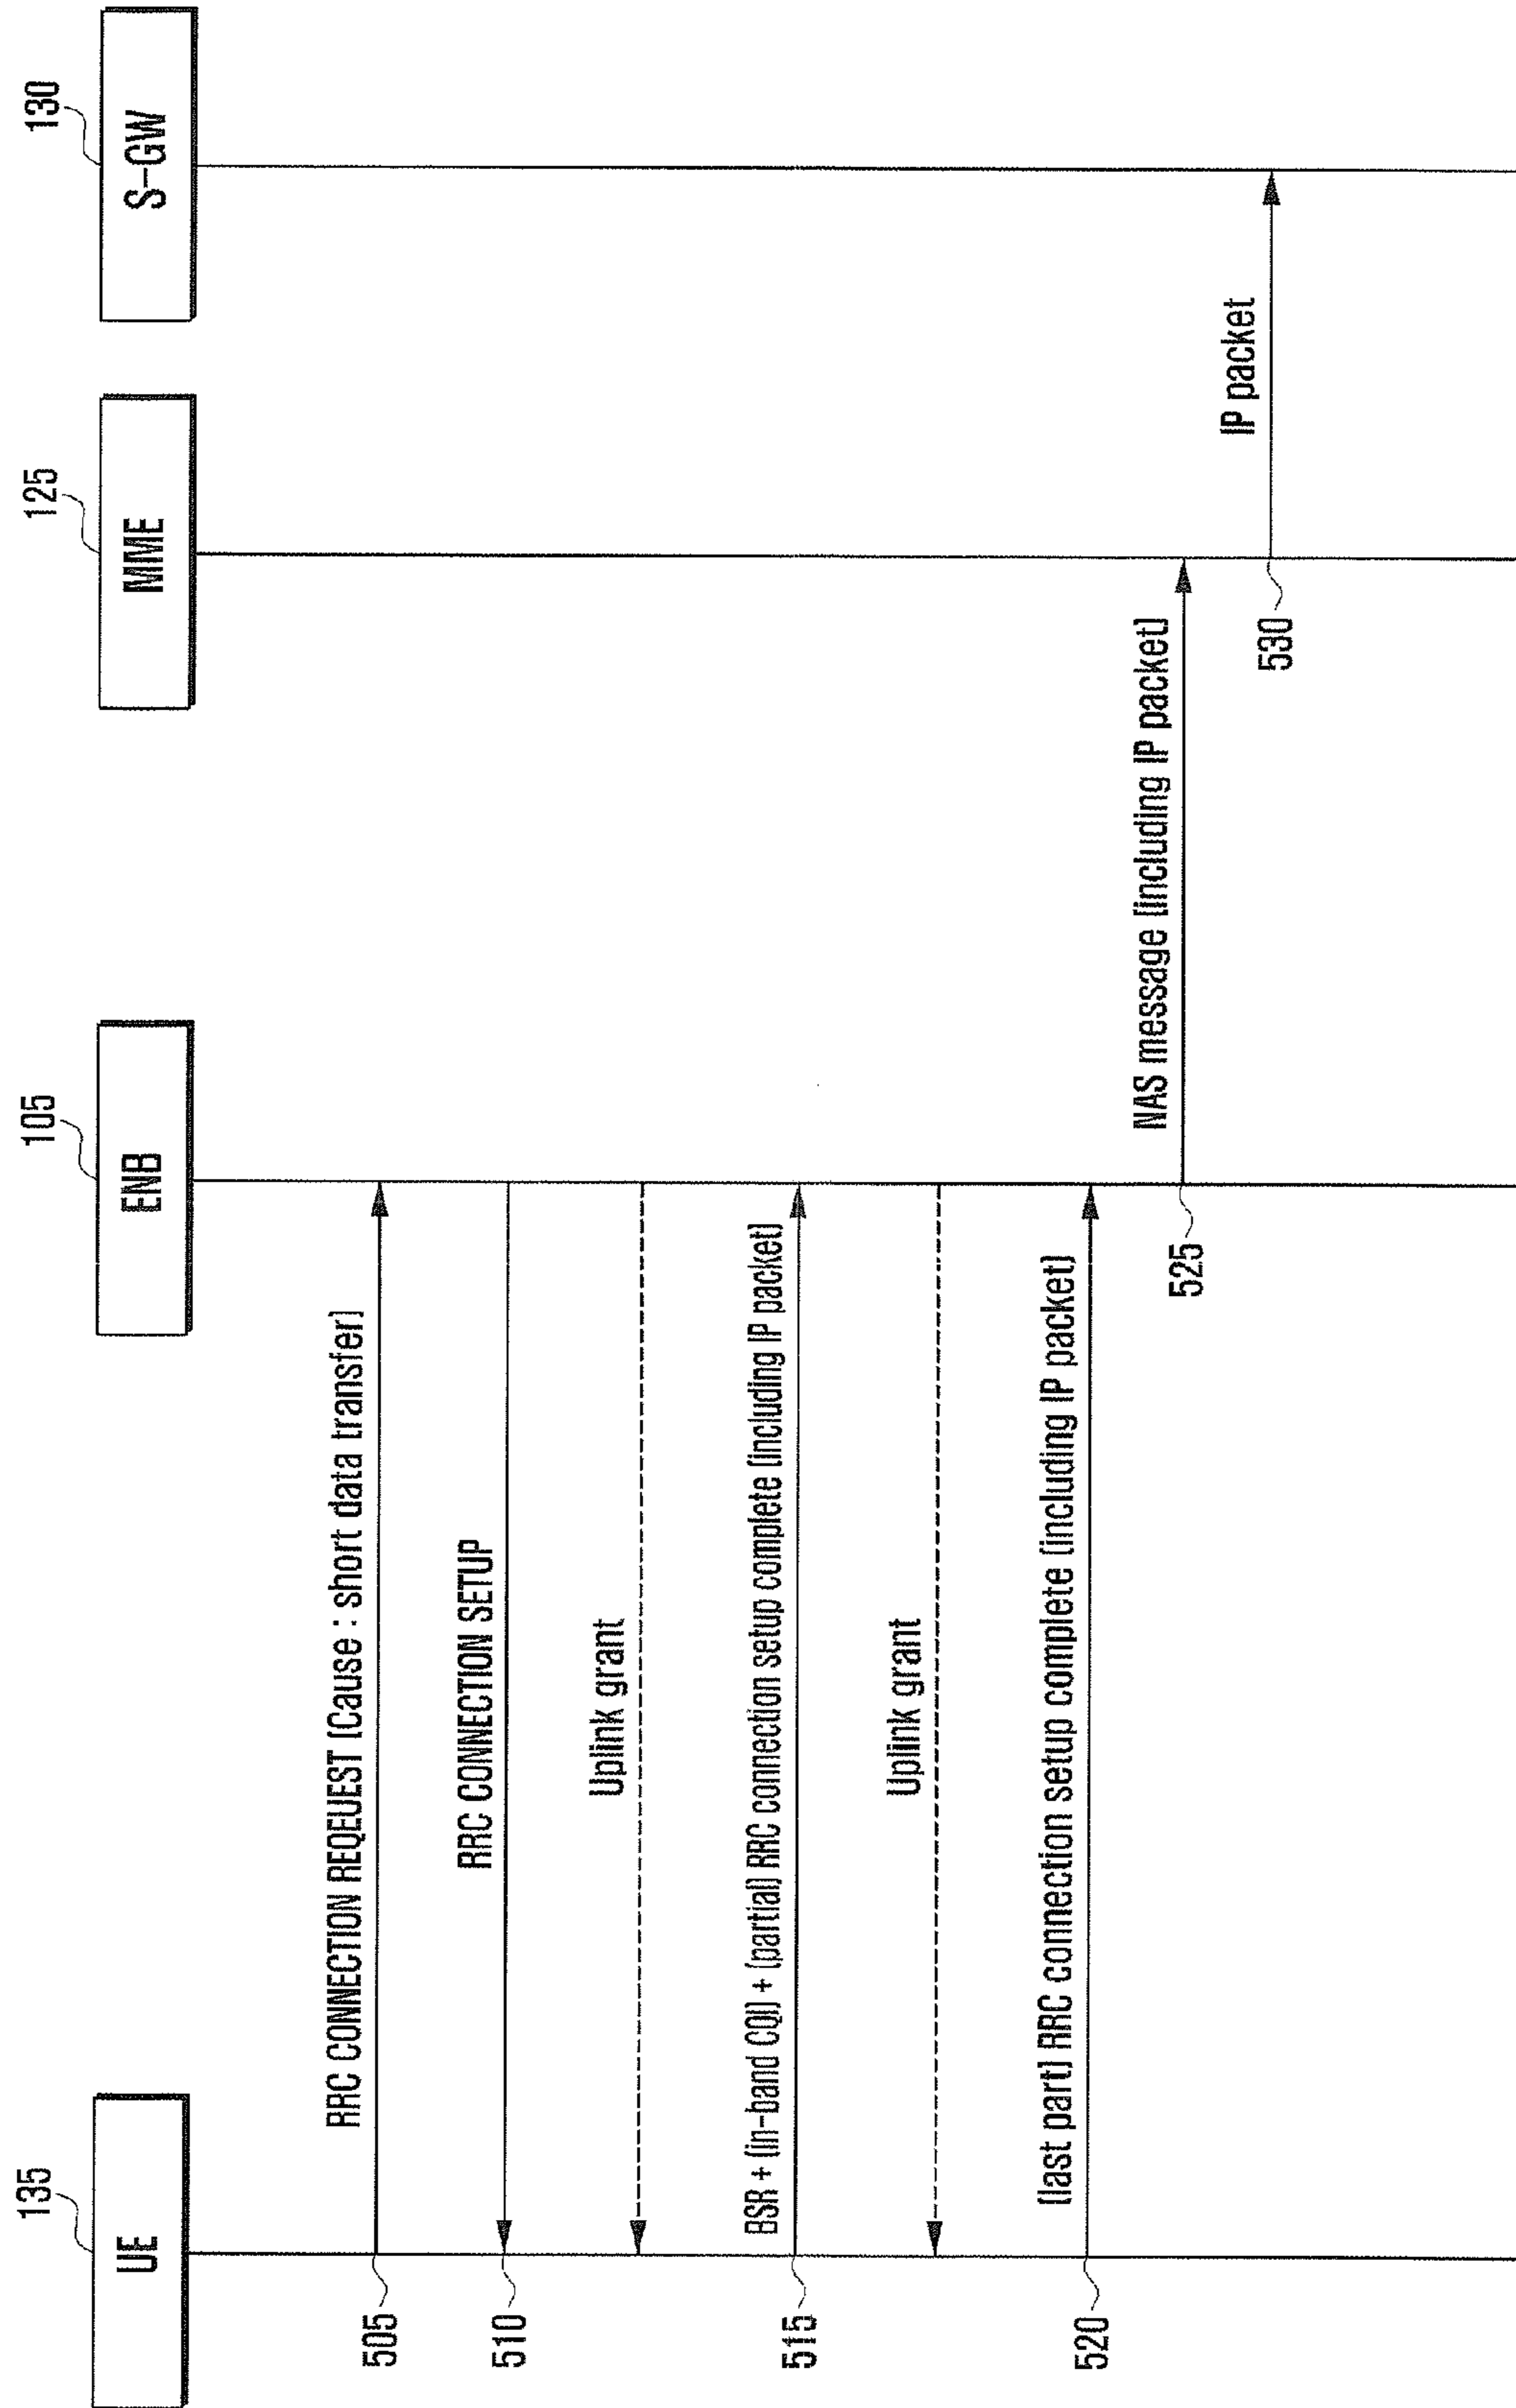 135
UE
105
ENB
125
MME
130
S-GW
505
RRC CONNECTION REQEUEST (Cause : short data transfer)
510
RRC CONNECTION SETUP
Uplink grant
515
BSR + (in-band CQI) + (partial) RRC connection setup complete (including IP packet)
Uplink grant
520
(last part) RRC connection setup complete (including IP packet)
525
NAS message (including IP packet)
530
IP packet